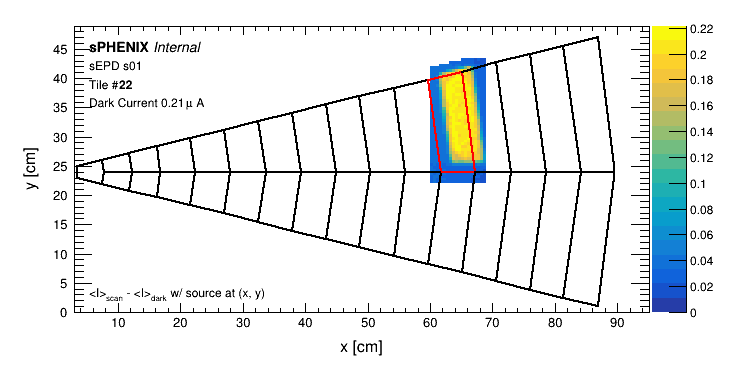 sPHENIX Internal
sEPD s01
Tile #22
Dark Current 0.21 μ A
<I>scan - <I>dark w/ source at (x, y)
y [cm]
45
40
35
30
25
20
15
10
5
0
10 20 30 40 50 60 70 80 90
x [cm]
0.22
0.2
0.18
0.16
0.14
0.12
0.1
0.08
0.06
0.04
0.02
0